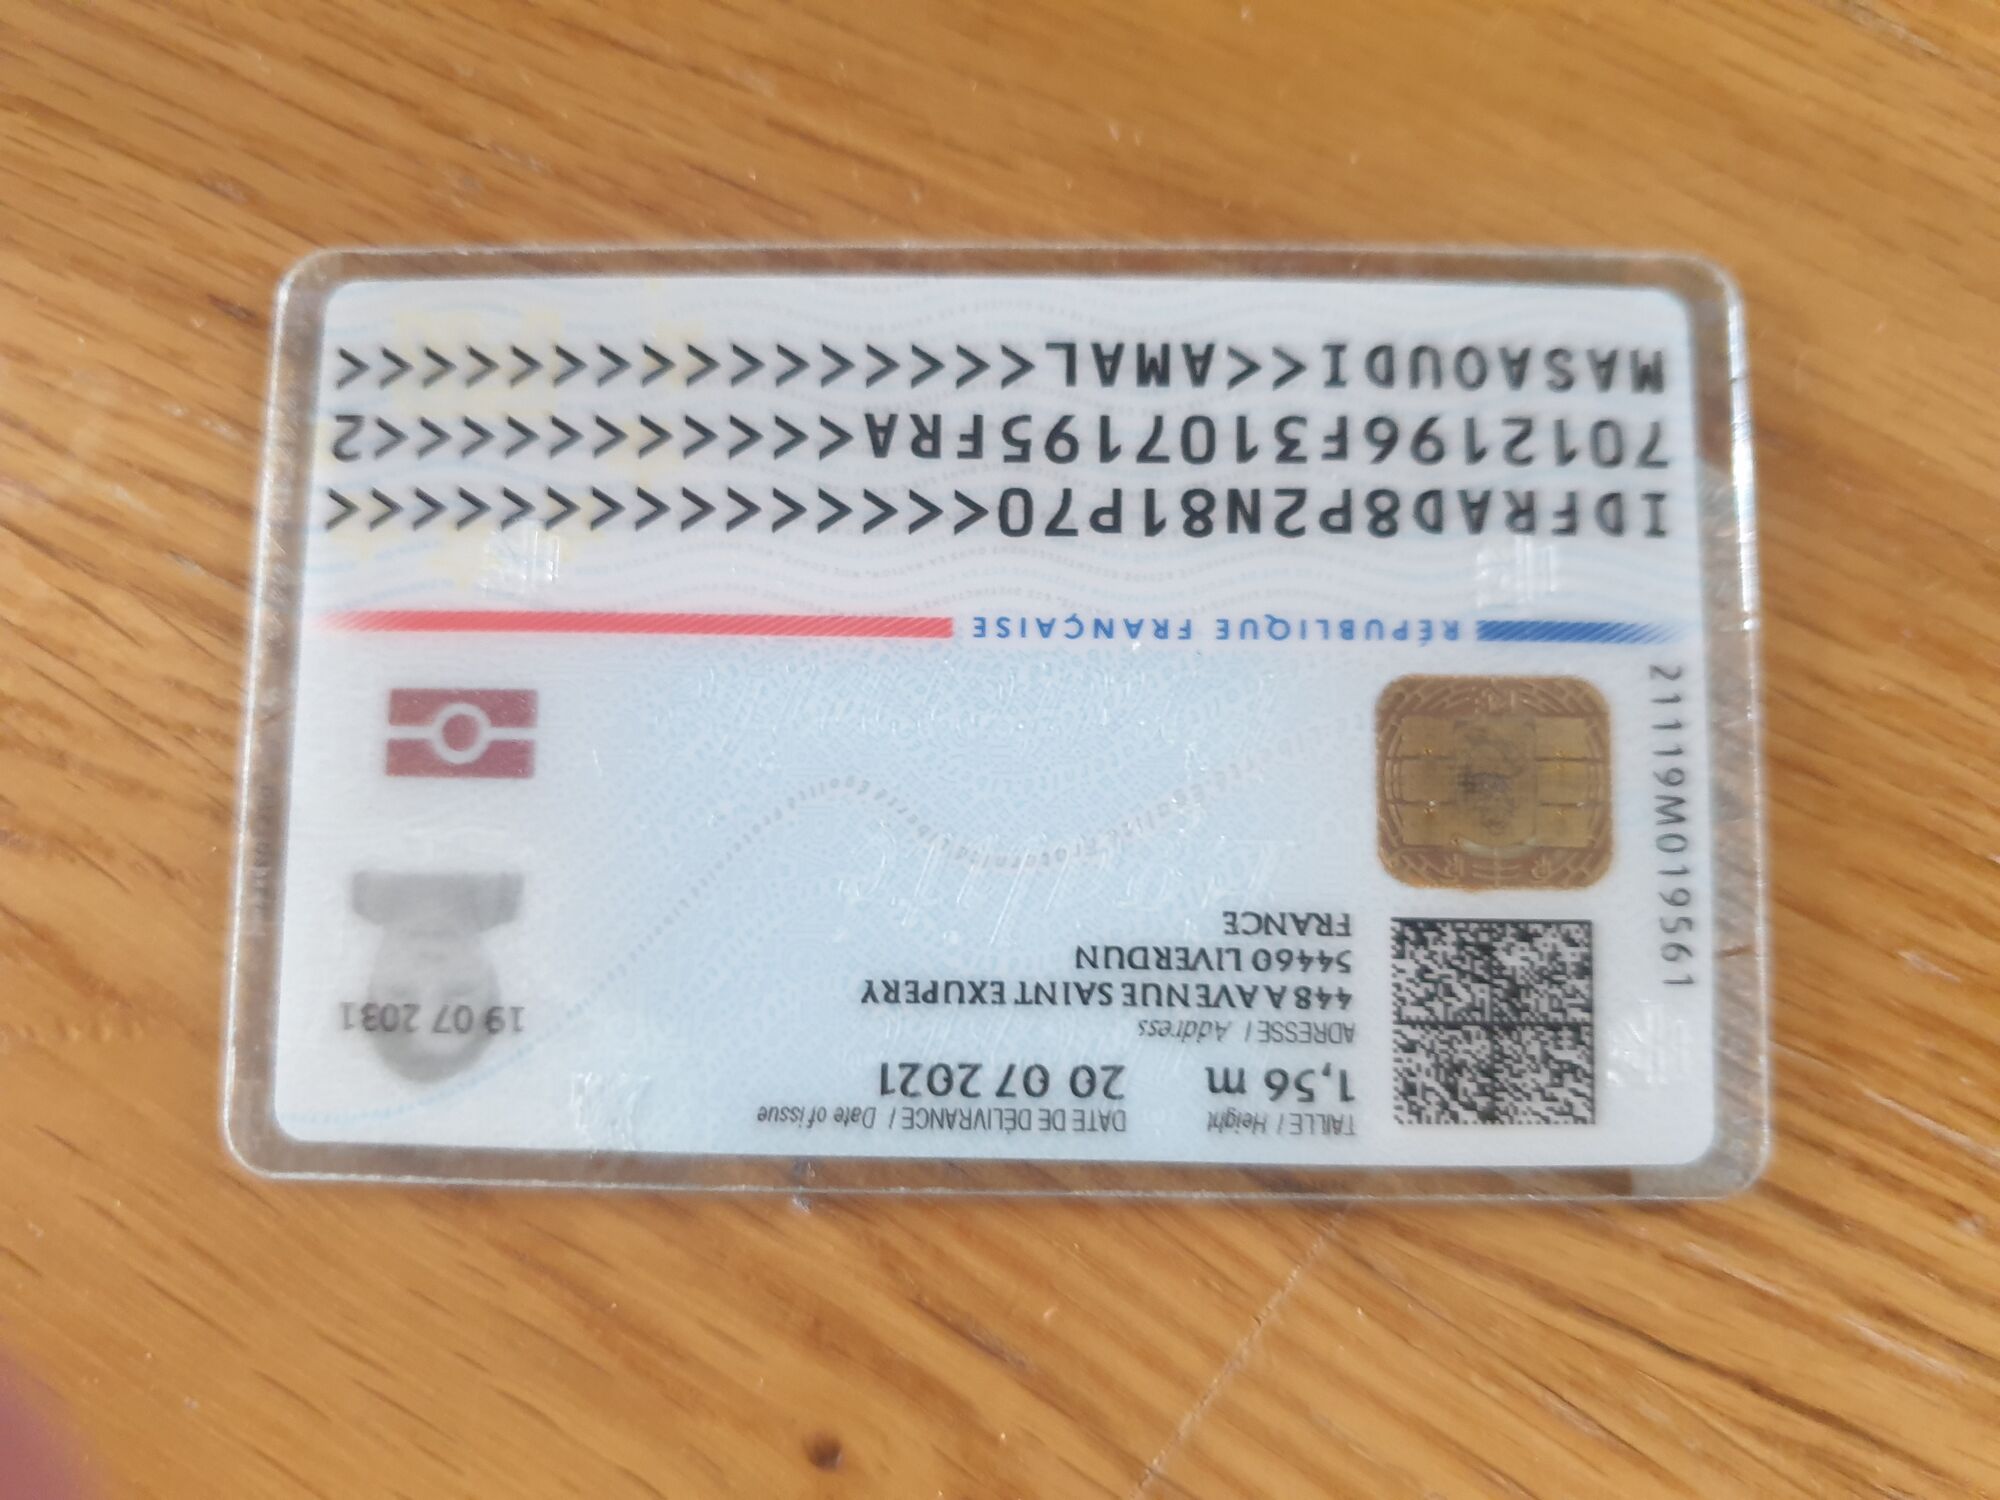 TAILLE / Height
1,56 m
DATE DE DÉLIVRANCE / Date of issue
20 07 2021
ADRESSE / Address
448 A AVENUE SAINT EXUPERY
54460 LIVERDUN
FRANCE
19 07 2031
211119M019561
RÉPUBLIQUE FRANÇAISE
IDFRAD8P2N81P70<<<<<<<<<<<<<<<
7012196F3107195FRA<<<<<<<<<<<2
MASAOUDI<<AMAL<<<<<<<<<<<<<<<<